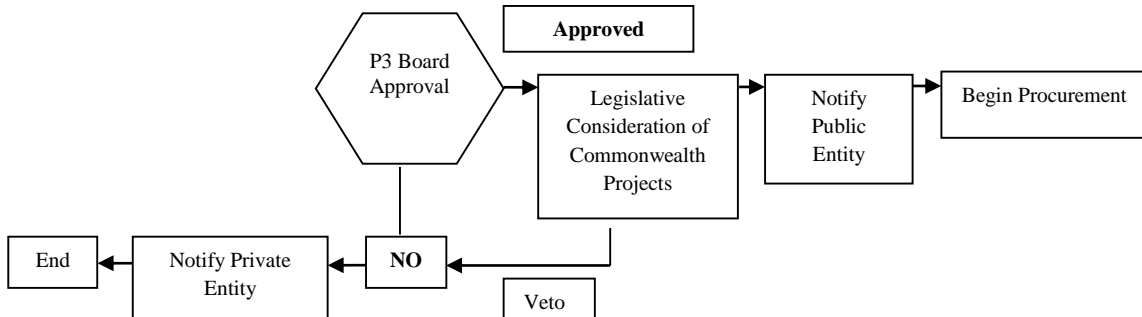 Approved
P3 Board
Approval
Legislative
Consideration of
Commonwealth
Projects
Notify
Public
Entity
Begin Procurement
End
Notify Private
Entity
NO
Veto